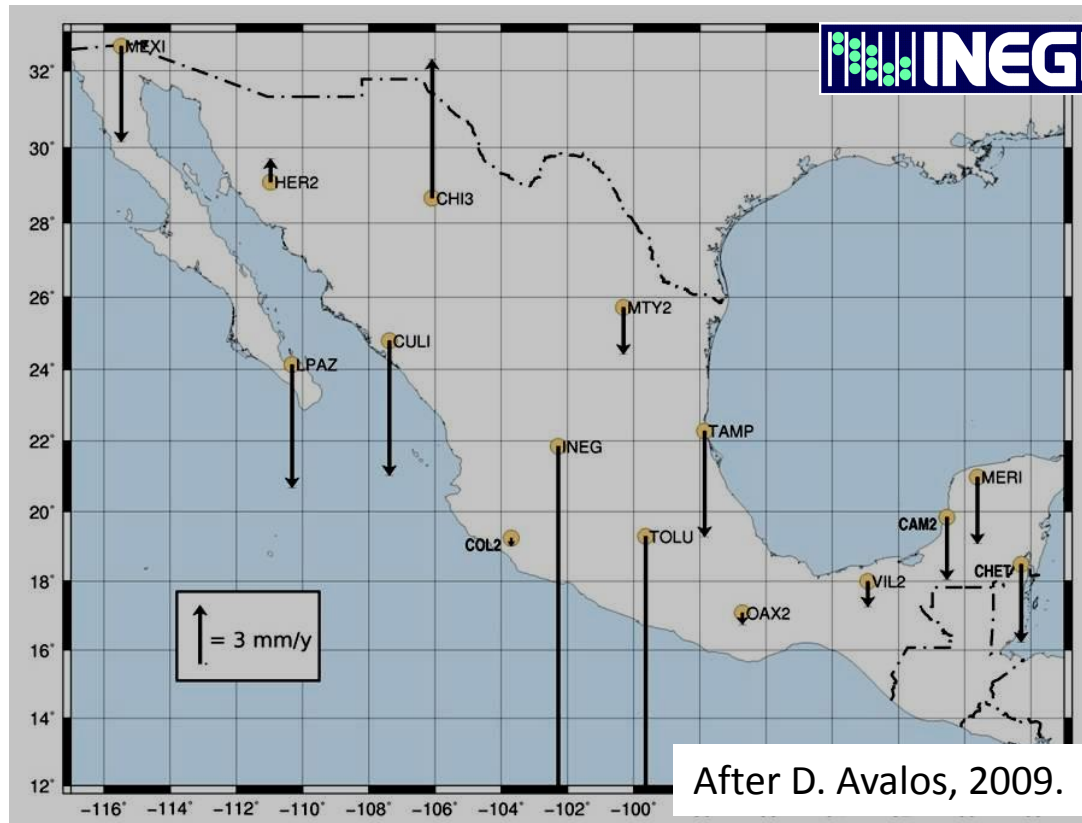 INEG
MEXI
32°
30°
HER2
CHI3
28°
26°
MTY2
CULI
LPAZ
24°
TAMP
22°
INEG
MERI
20°
CAM2
COL2
TOLU
CHET
18°
VIL2
OAX2
= 3 mm/y
16°
14°
12°
After D. Avalos, 2009.
−116° −114° −112° −110° −108° −106° −104° −102° −100°